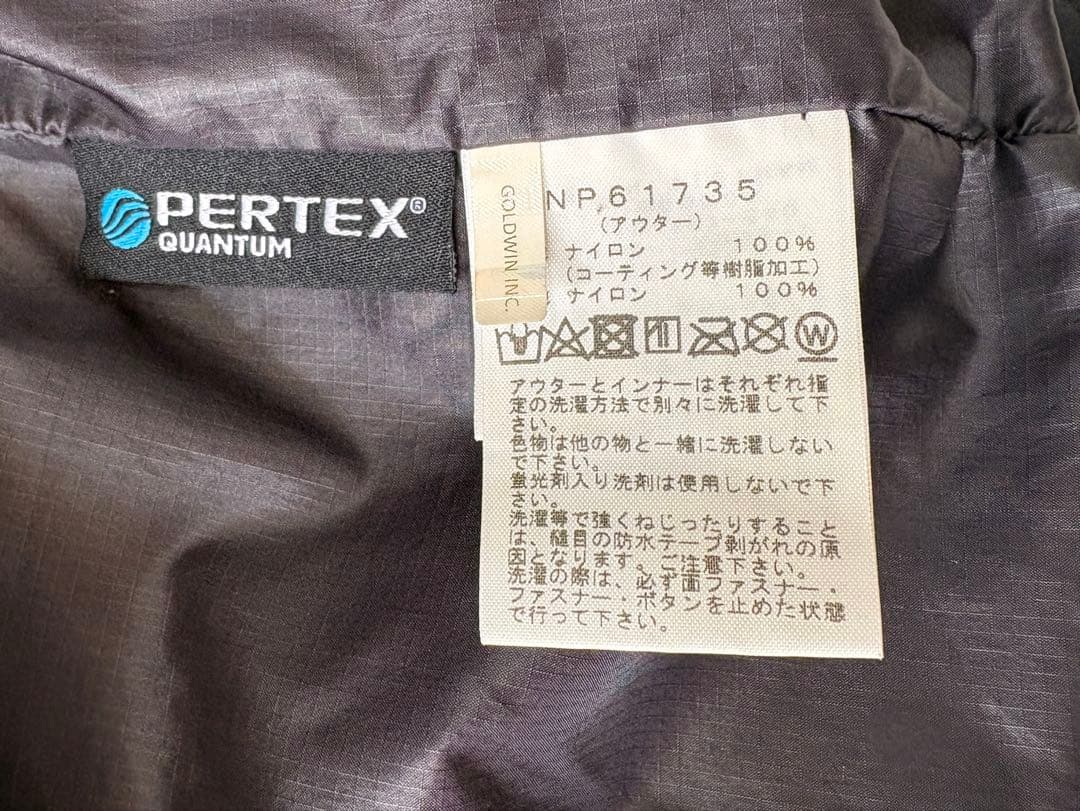 PERTEX®
QUANTUM
GOLDWIN INC.
NP61735
(アウター)
ナイロン 100%
(コーティング等樹脂加工)
ナイロン 100%
W
アウターとインナーはそれぞれ指
定の洗濯方法で別々に洗濯して下
さい。
色物は他の物と一緒に洗濯しない
で下さい。
蛍光剤入り洗剤は使用しないで下
さい。
洗濯等で強くねじったりすること
は、縫目の防水テープ剥がれの原
因となります。ご注意下さい。
洗濯の際は、必ず面ファスナー・
ファスナー・ボタンを止めた状態
で行って下さい。